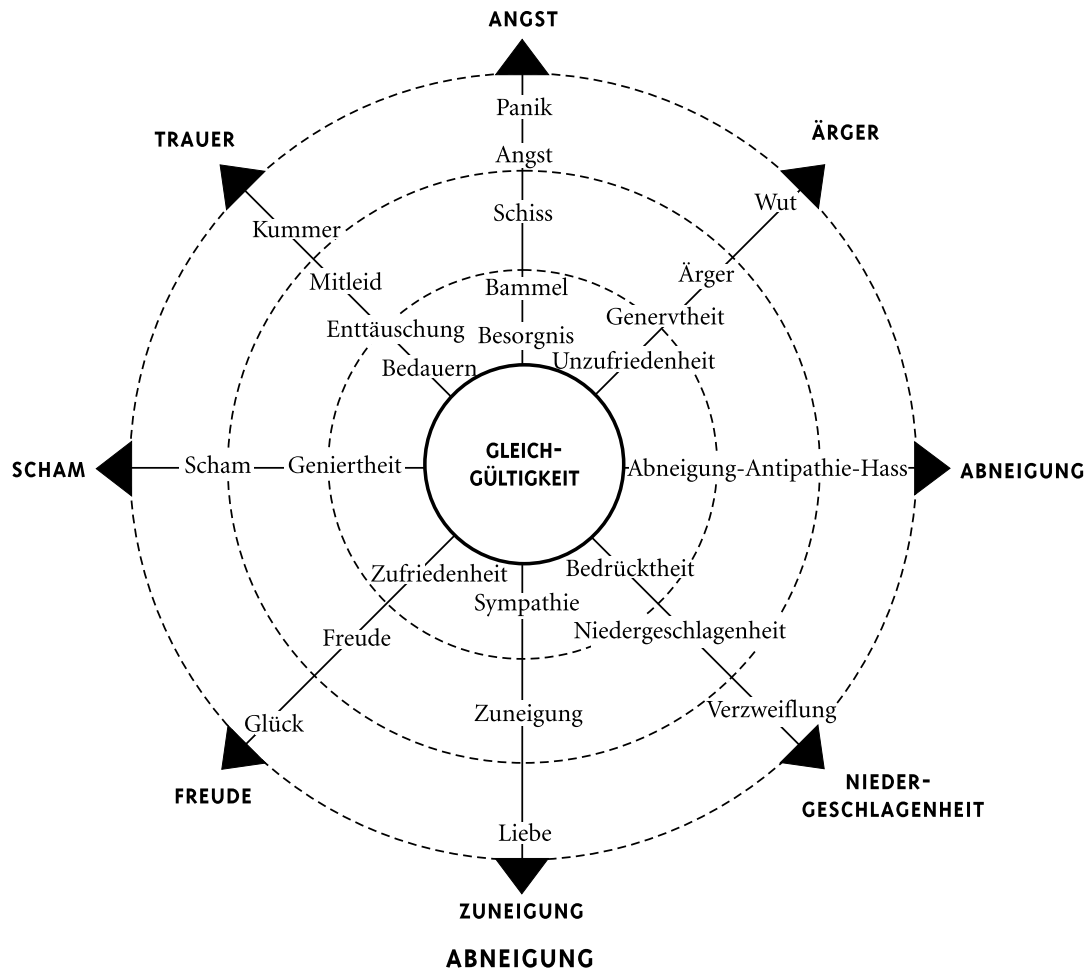 ANGST
Panik
TRAUER
ÄRGER
Angst
Wut
Schiss
Kummer
Ärger
Mitleid
Bammel
Genervtheit
Enttäuschung
Besorgnis
Unzufriedenheit
Bedauern
GLEICH-
GÜLTIGKEIT
SCHAM
Scham
Geniertheit
Abneigung-Antipathie-Hass
ABNEIGUNG
Bedrücktheit
Zufriedenheit
Sympathie
Niedergeschlagenheit
Freude
Verzweiflung
Zuneigung
Glück
NIEDER-
GESCHLAGENHEIT
FREUDE
Liebe
ZUNEIGUNG
ABNEIGUNG